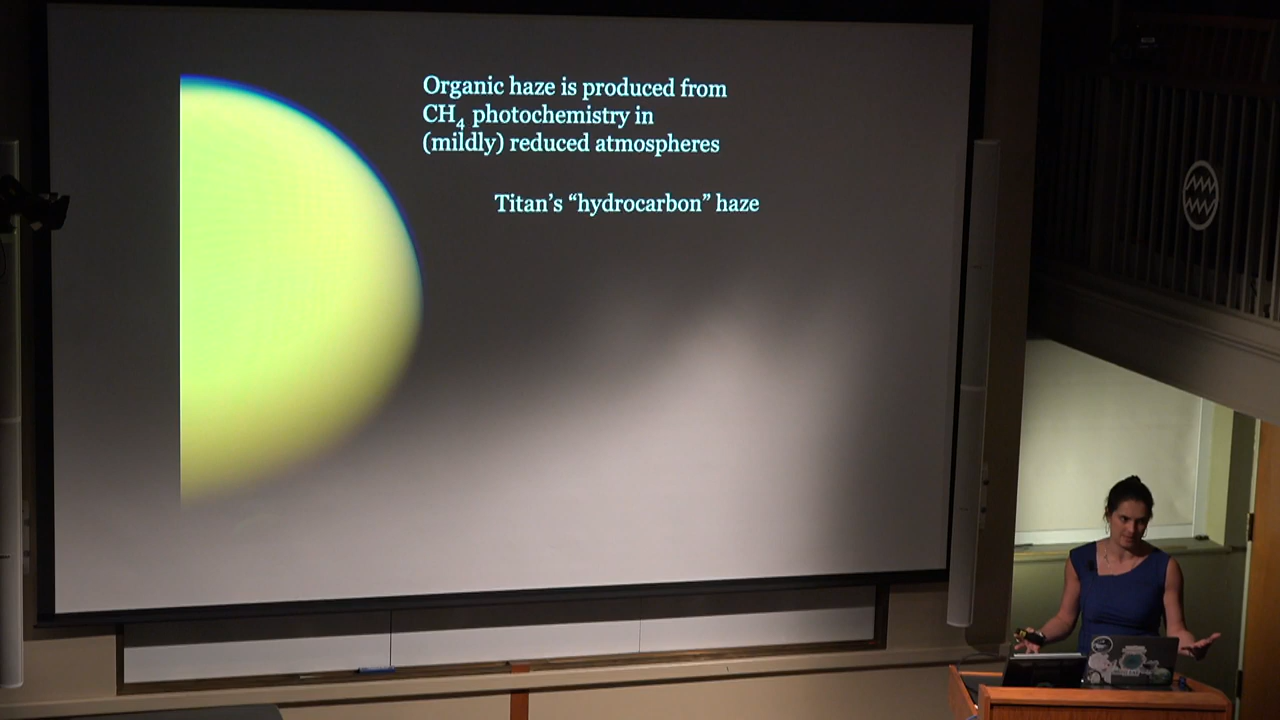 Organic haze is produced from
CH₄ photochemistry in
(mildly) reduced atmospheres
Titan’s “hydrocarbon” haze